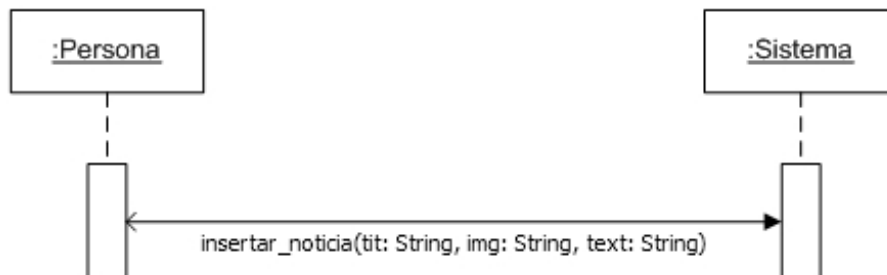 :Persona
:Sistema
insertar_noticia(tit: String, img: String, text: String)